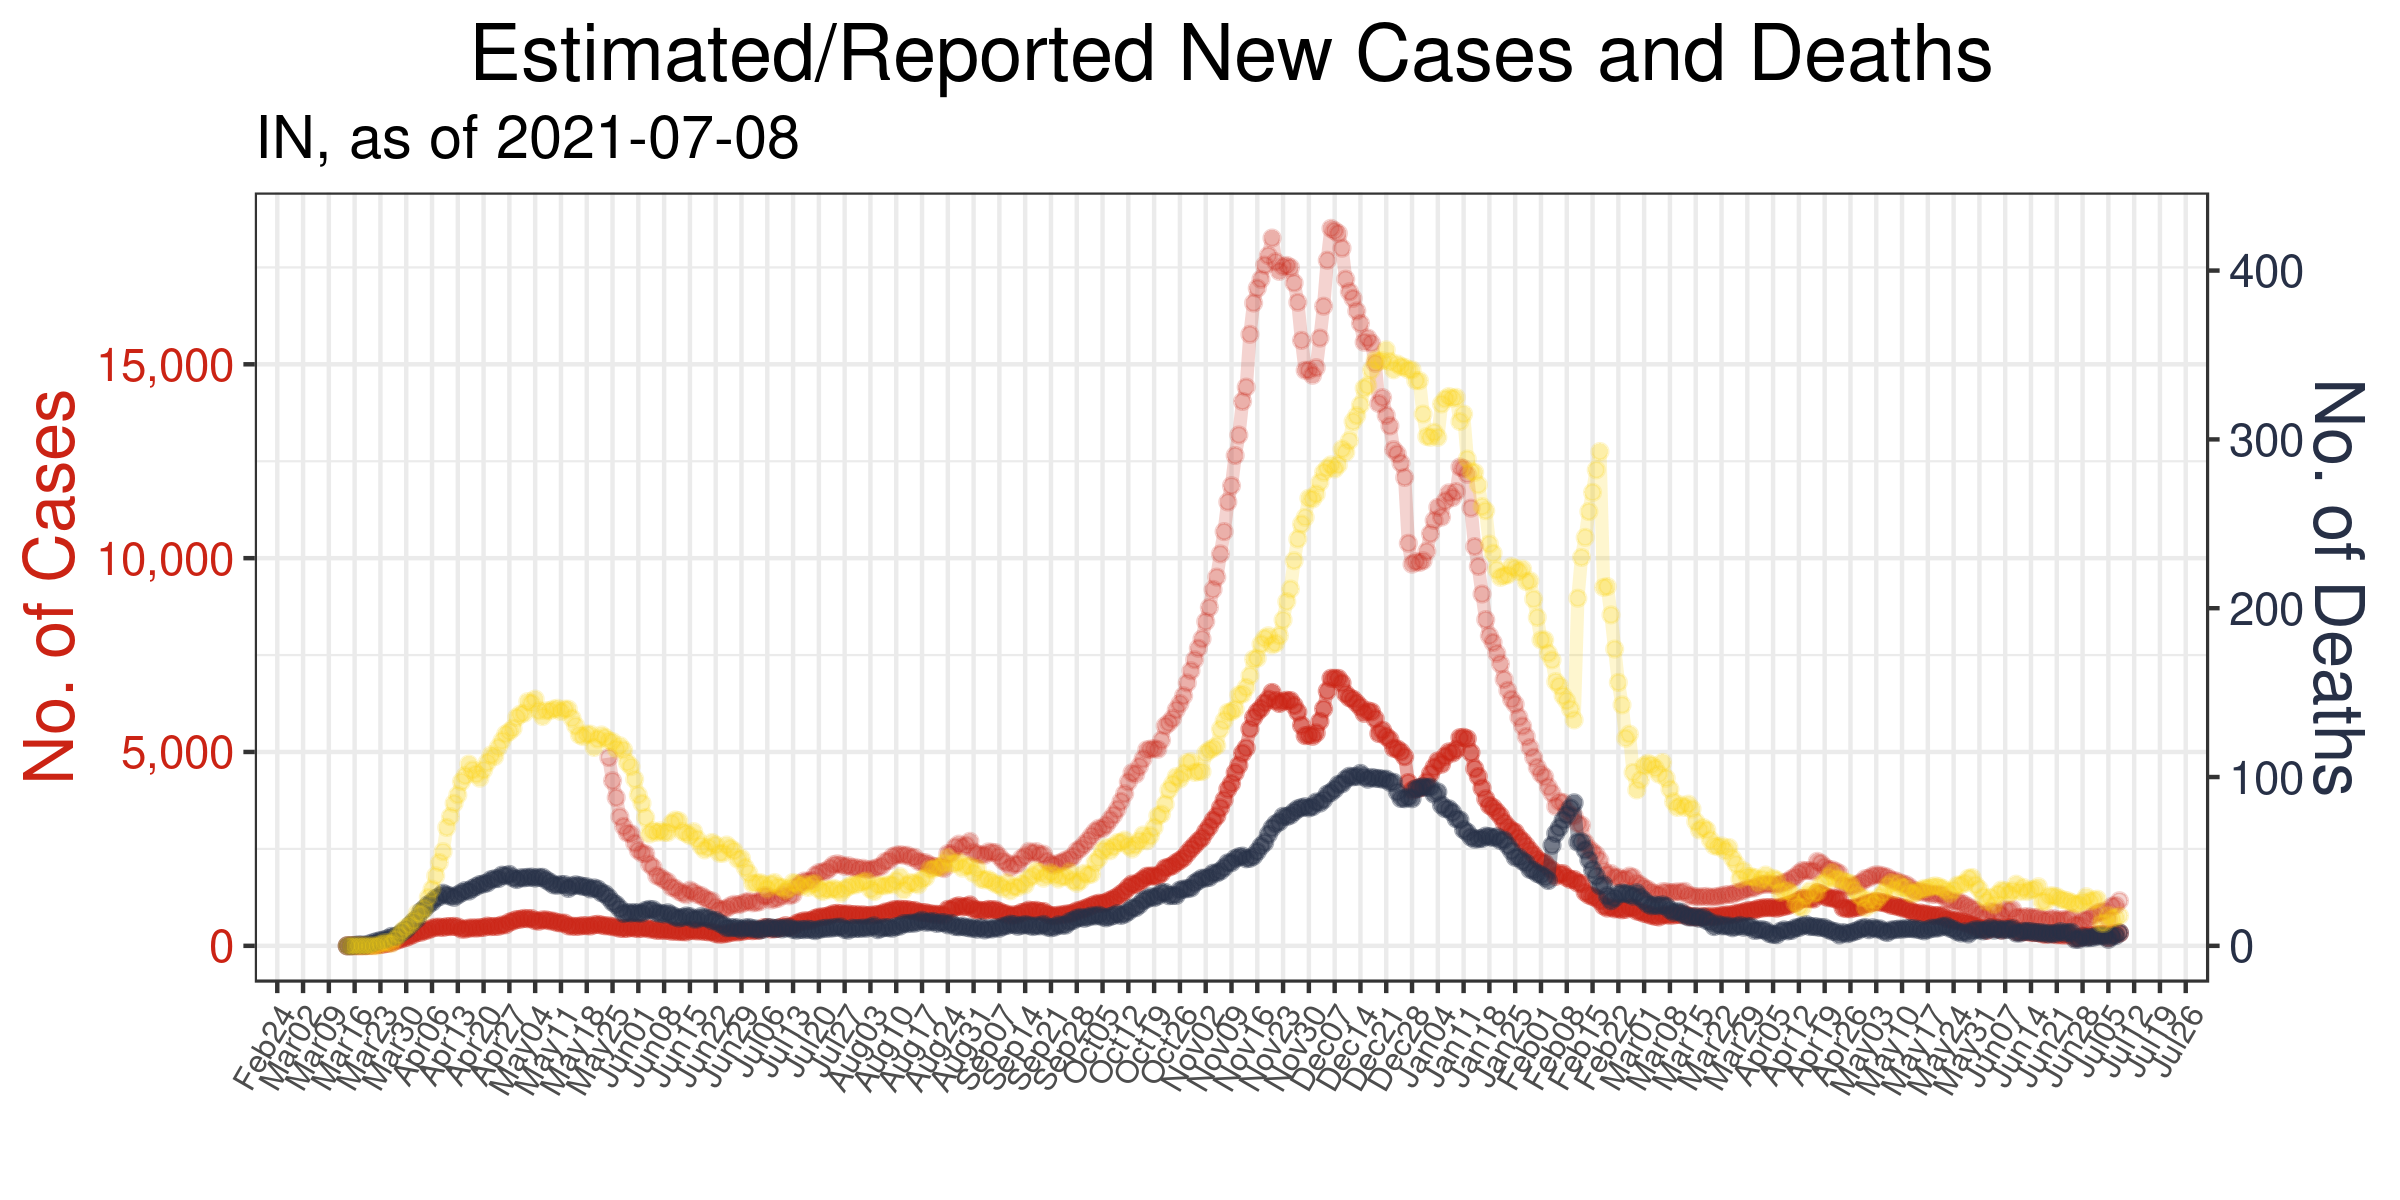 Estimated/Reported New Cases and Deaths
IN, as of 2021-07-08
No. of Cases
15,000
10,000
5,000
0
400
300
200
100
0
No. of Deaths
Feb24
Mar02
Mar09
Mar16
Mar23
Mar30
Apr06
Apr13
Apr20
Apr27
May04
May11
May18
May25
Jun01
Jun08
Jun15
Jun22
Jun29
Jul06
Jul13
Jul20
Jul27
Aug03
Aug10
Aug17
Aug24
Aug31
Sep07
Sep14
Sep21
Sep28
Oct05
Oct12
Oct19
Oct26
Nov02
Nov09
Nov16
Nov23
Nov30
Dec07
Dec14
Dec21
Dec28
Jan04
Jan11
Jan18
Jan25
Feb01
Feb08
Feb15
Feb22
Mar01
Mar08
Mar15
Mar22
Mar29
Apr05
Apr12
Apr19
Apr26
May03
May10
May17
May24
May31
Jun07
Jun14
Jun21
Jun28
Jul05
Jul12
Jul19
Jul26